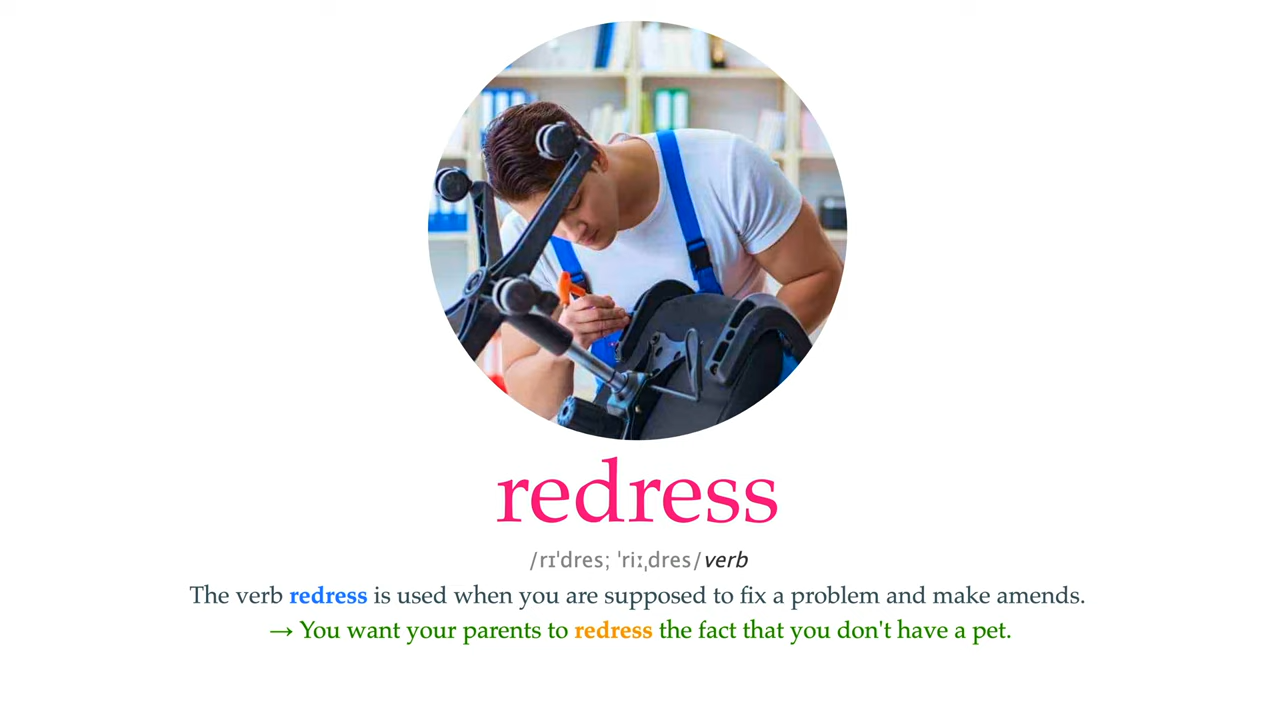 redress
/rɪˈdres; ˈriːˌdres/verb
The verb redress is used when you are supposed to fix a problem and make amends.
→ You want your parents to redress the fact that you don't have a pet.